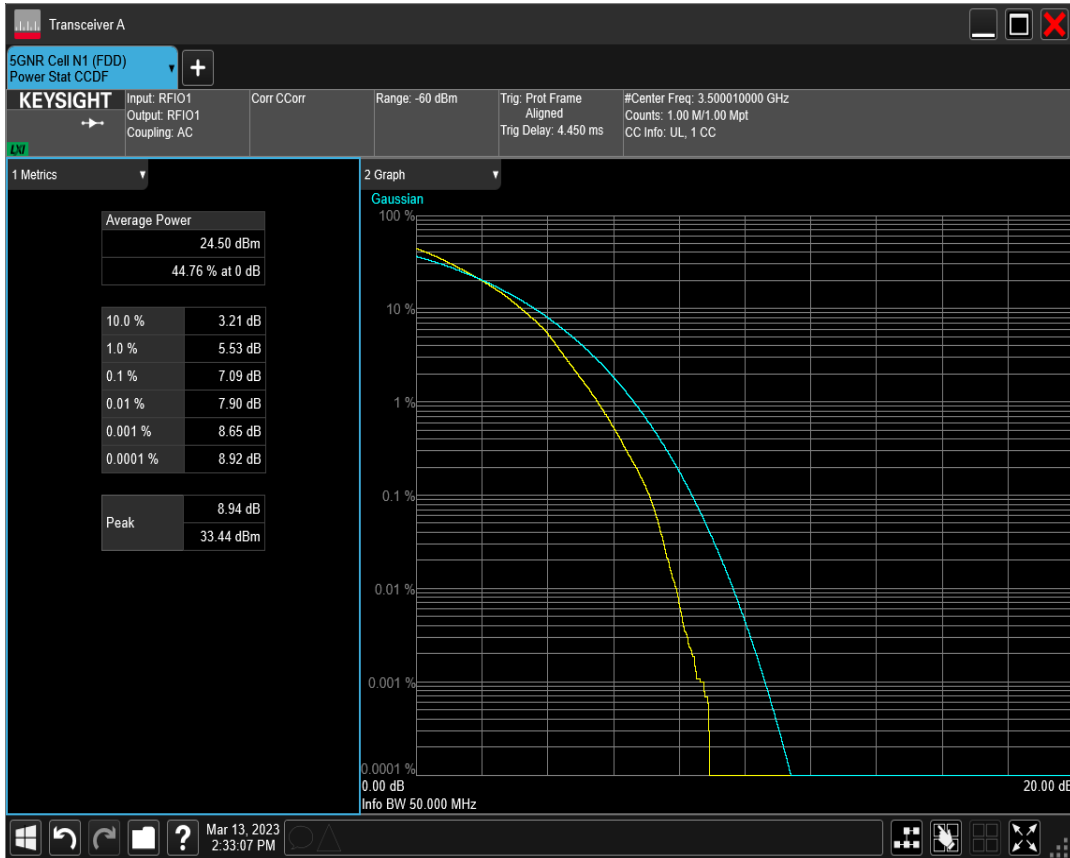 Transceiver A
5GNR Cell N1 (FDD)
Power Stat CCDF
+
KEYSIGHT
LXI
Input: RFIO1
Output: RFIO1
Coupling: AC
Corr CCorr
Range: -60 dBm
Trig: Prot Frame
Aligned
Trig Delay: 4.450 ms
#Center Freq: 3.500010000 GHz
Counts: 1.00 M/1.00 Mpt
CC Info: UL, 1 CC
1 Metrics
Average Power
24.50 dBm
44.76 % at 0 dB
10.0 % 3.21 dB
1.0 % 5.53 dB
0.1 % 7.09 dB
0.01 % 7.90 dB
0.001 % 8.65 dB
0.0001 % 8.92 dB
Peak
8.94 dB
33.44 dBm
2 Graph
Gaussian
100 %
10 %
1 %
0.1 %
0.01 %
0.001 %
0.0001 %
0.00 dB 20.00 dB
Info BW 50.000 MHz
?
Mar 13, 2023
2:33:07 PM